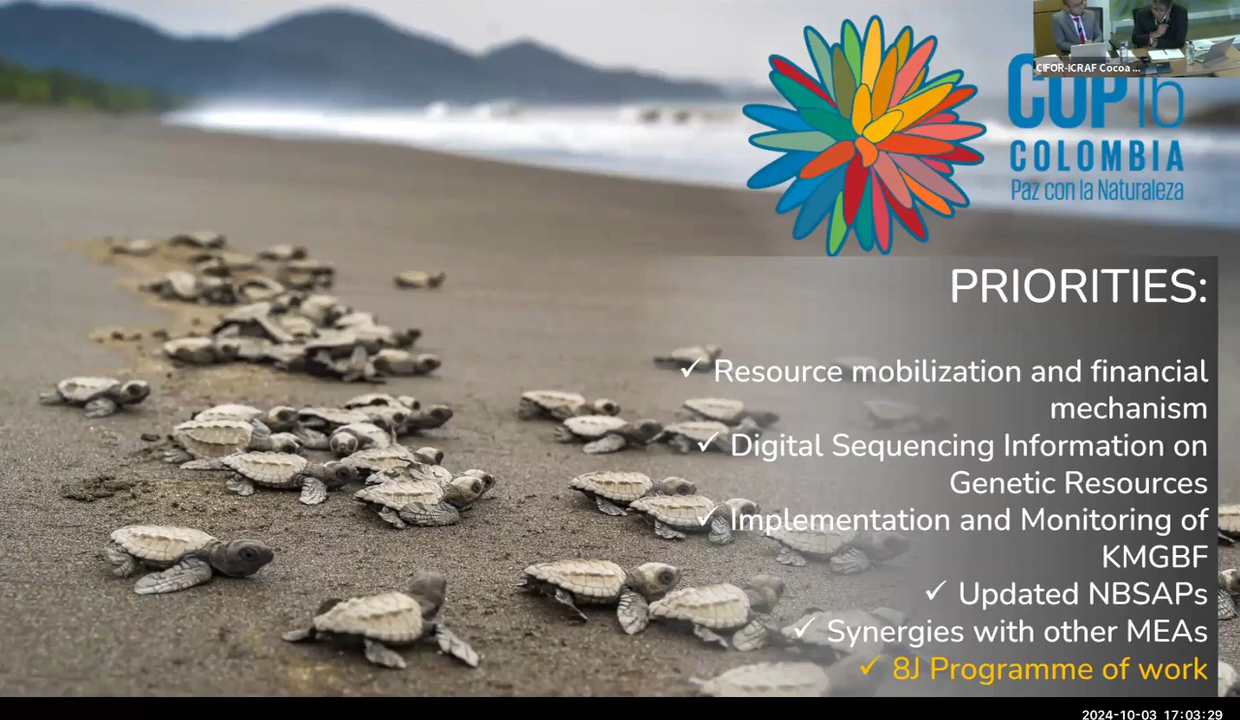 CIFOR-ICRAF Cocoa ...
COP16
COLOMBIA
Paz con la Naturaleza
PRIORITIES:
✓ Resource mobilization and financial
mechanism
✓ Digital Sequencing Information on
Genetic Resources
✓ Implementation and Monitoring of
KMGBF
✓ Updated NBSAPs
✓ Synergies with other MEAs
✓ 8J Programme of work
2024-10-03 17:03:29